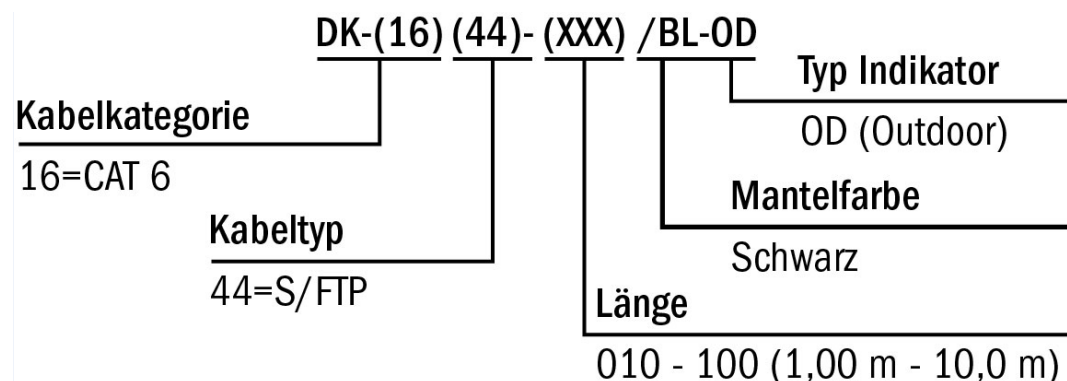 DK-(16)(44)-(XXX)/BL-OD
Typ Indikator
OD (Outdoor)
Kabelkategorie
16=CAT 6
Mantelfarbe
Schwarz
Kabeltyp
44=S/FTP
Länge
010 - 100 (1,00 m - 10,0 m)